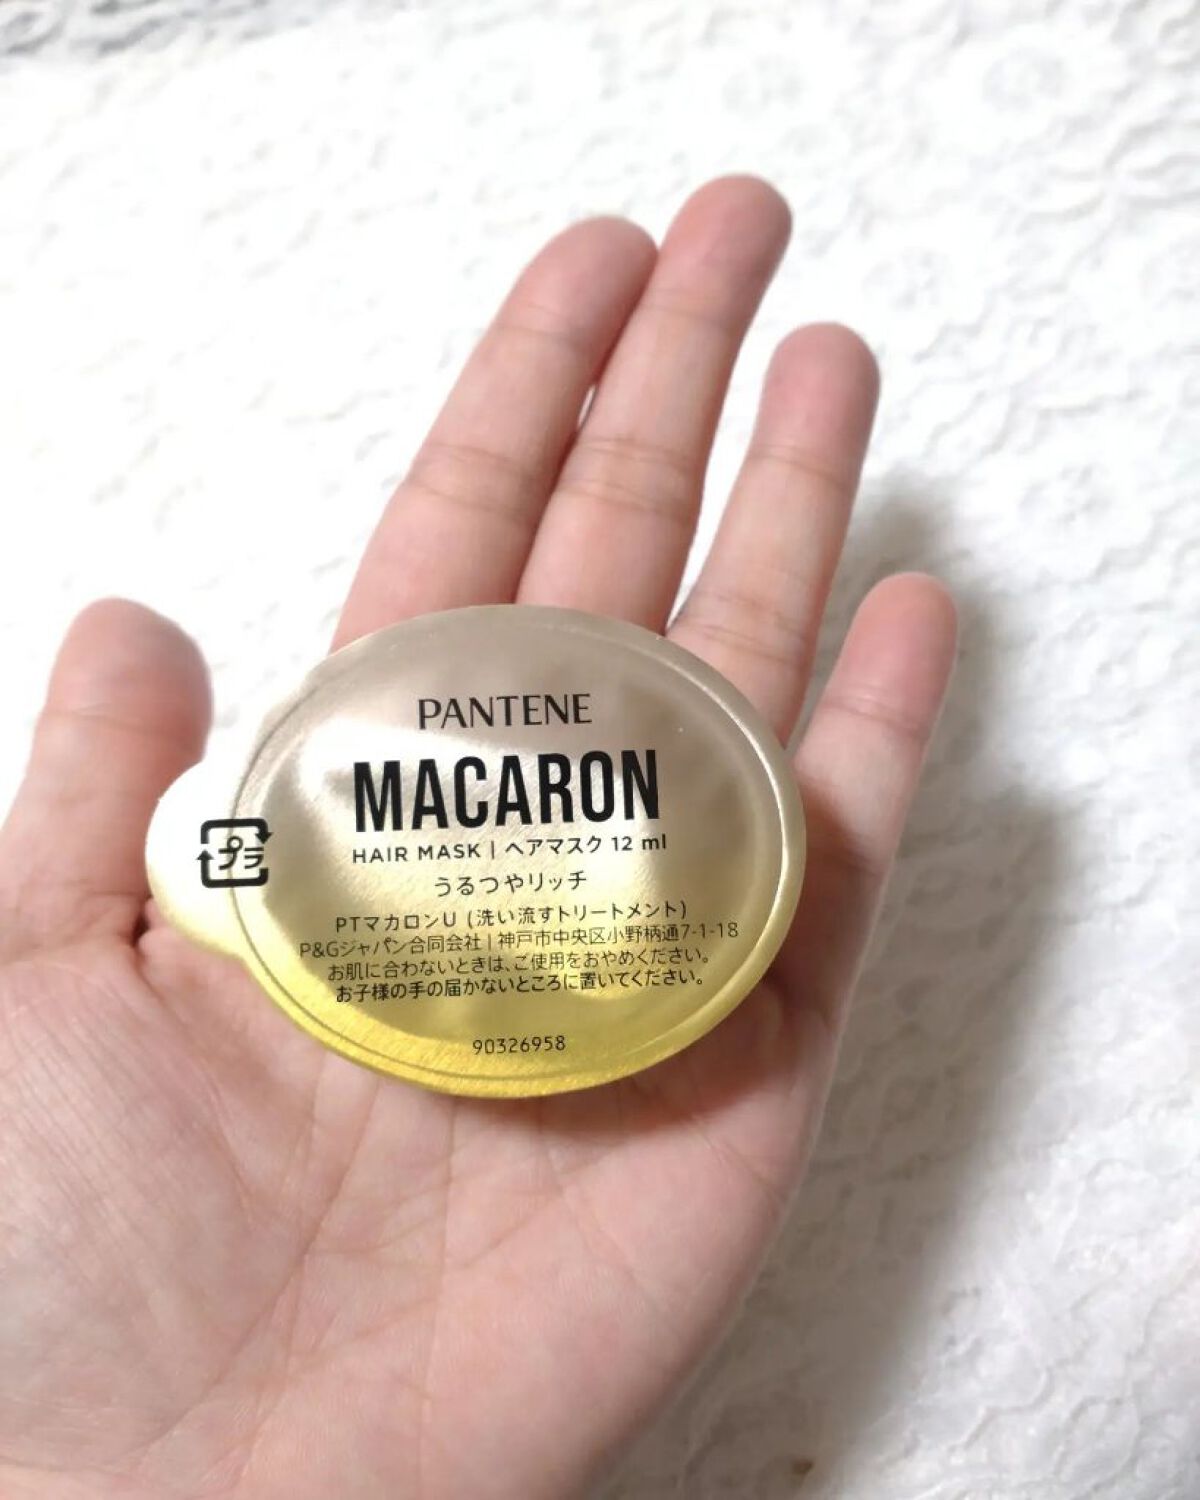 PANTENE
MACARON
HAIR MASK | ヘアマスク 12 ml
うるつやリッチ
プラ
PTマカロンU (洗い流すトリートメント)
P&Gジャパン合同会社 | 神戸市中央区小野柄通7-1-18
お肌に合わないときは、ご使用をおやめください。
お子様の手の届かないところに置いてください。
90326958